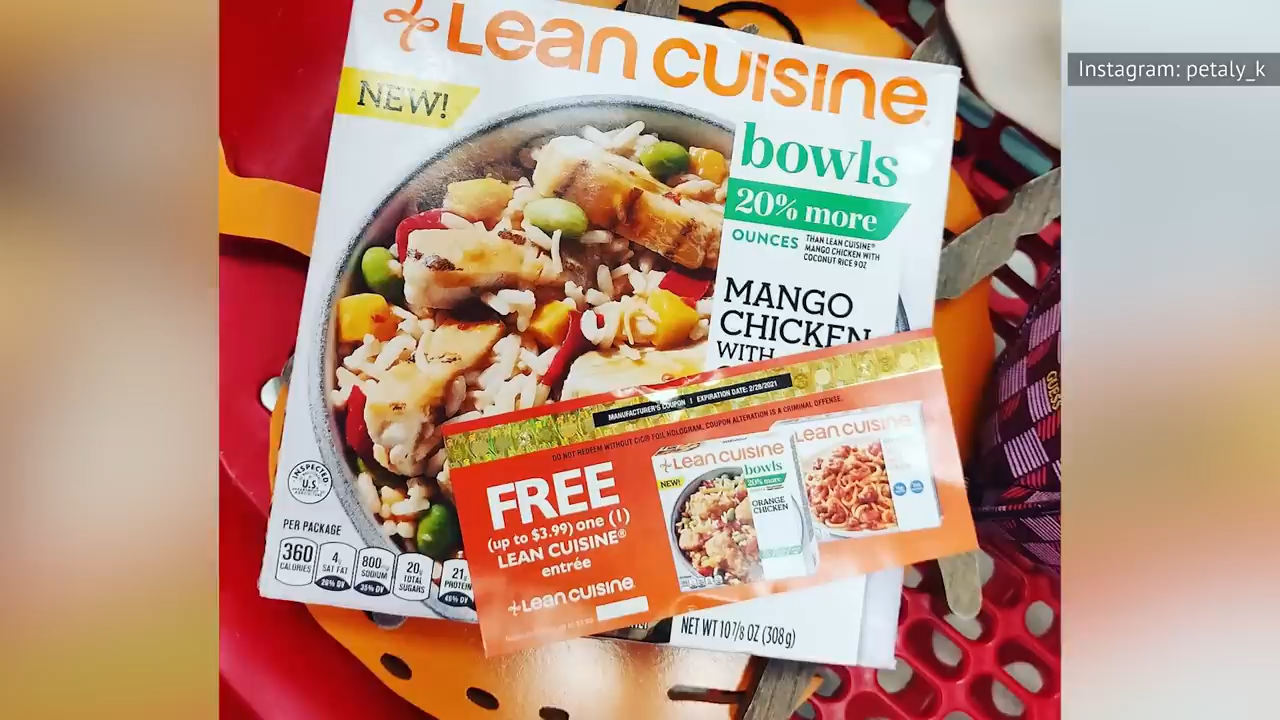 Instagram: petaly_k
Lean Cuisine
NEW!
bowls
20% more
OUNCES
THAN LEAN CUISINE®
MANGO CHICKEN WITH
COCONUT RICE 9 OZ
MANGO
CHICKEN
WITH
INSPECTED
U.S.
PER PACKAGE
360
CALORIES
4g
SAT FAT
20% DV
800mg
SODIUM
35% DV
20g
TOTAL
SUGARS
21g
PROTEIN
MANUFACTURER'S COUPON | EXPIRATION DATE: 2/28/2021
DO NOT REDEEM WITHOUT CIC® FOIL HOLOGRAM. COUPON ALTERATION IS A CRIMINAL OFFENSE.
FREE
(up to $3.99) one (1)
LEAN CUISINE®
entrée
Lean Cuisine
Lean Cuisine
NEW!
bowls
20% more
ORANGE
CHICKEN
Lean Cuisine
NET WT 10 7/8 OZ (308 g)
GUESS